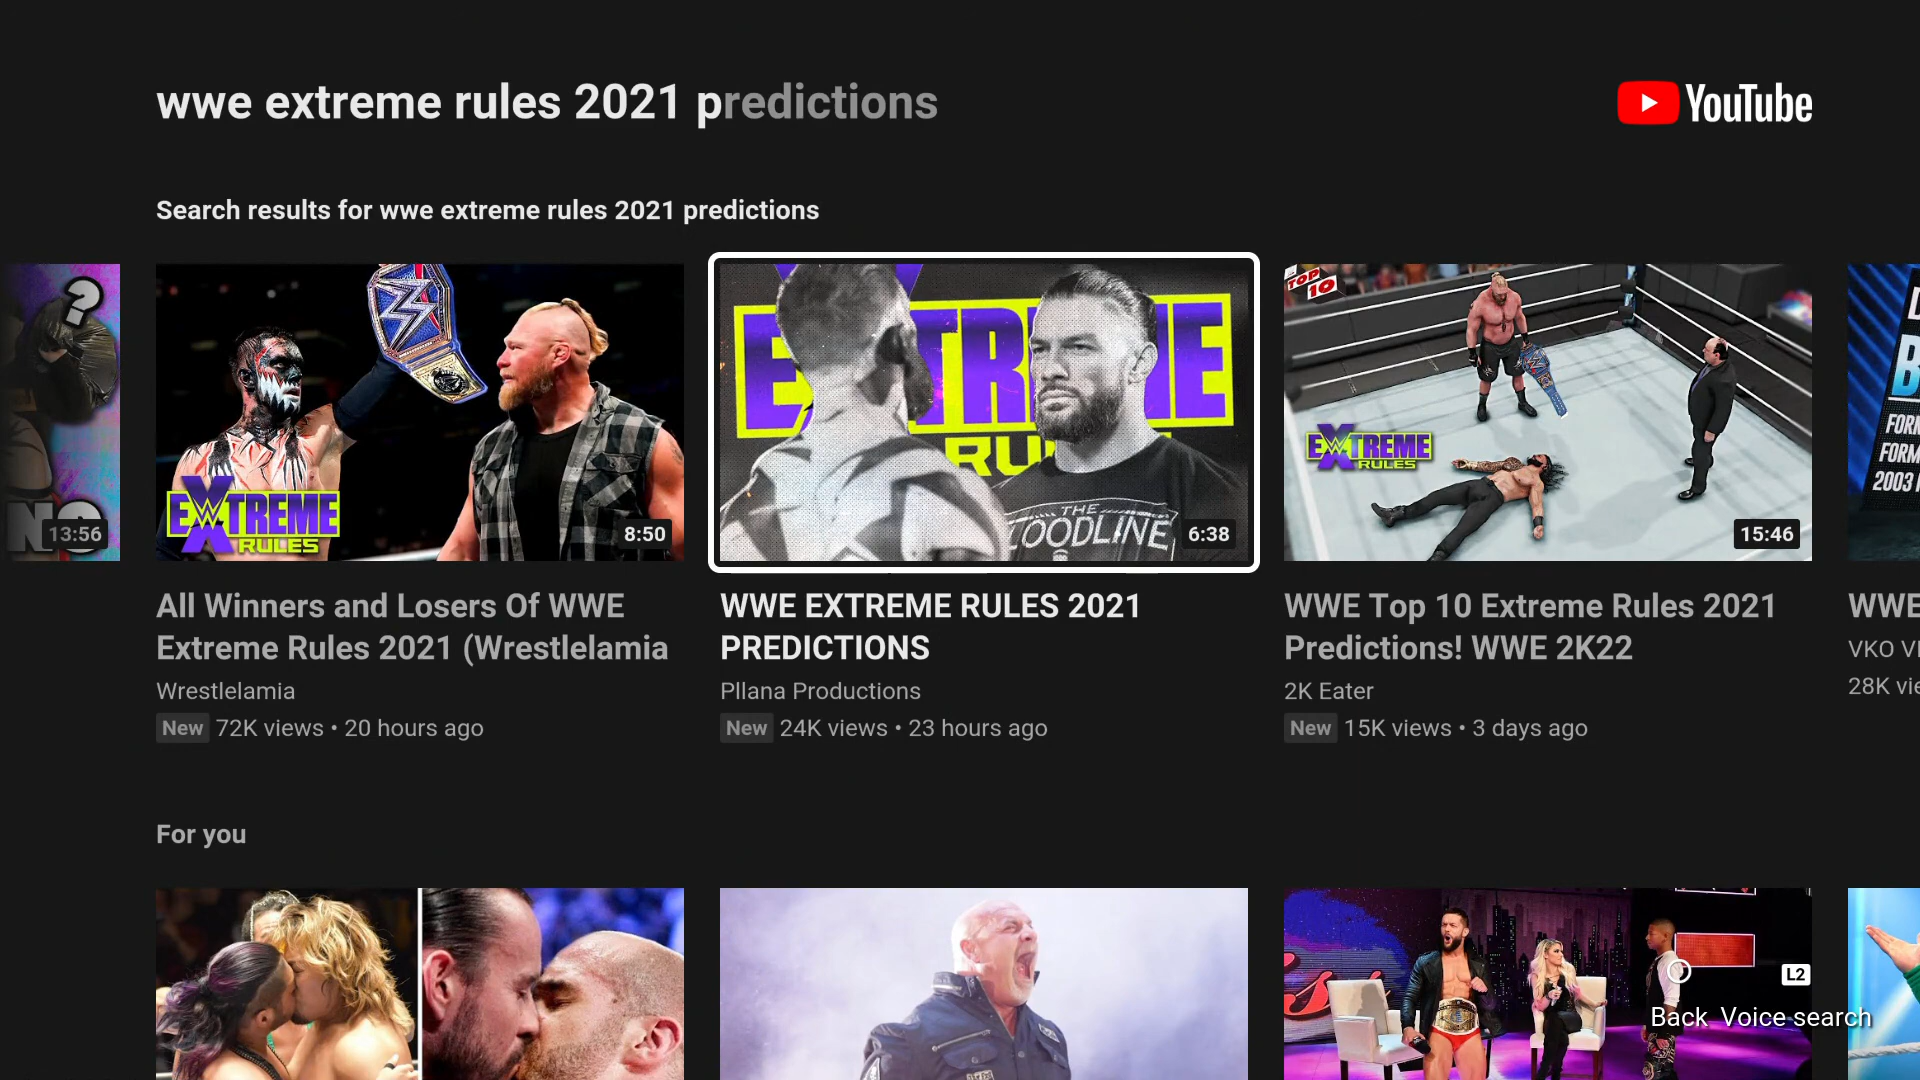 wwe extreme rules 2021 predictions
YouTube
Search results for wwe extreme rules 2021 predictions
?
NO
13:56
EXTREME
RULES
8:50
EXTREME
RU
THE
LOODLINE
6:38
TOP
10
EXTREME
RULES
15:46
FORM
2003
All Winners and Losers Of WWE
Extreme Rules 2021 (Wrestlelamia
Wrestlelamia
New 72K views • 20 hours ago
WWE EXTREME RULES 2021
PREDICTIONS
Pllana Productions
New 24K views • 23 hours ago
WWE Top 10 Extreme Rules 2021
Predictions! WWE 2K22
2K Eater
New 15K views • 3 days ago
WWE
VKO
28K
For you
L2
Back Voice search